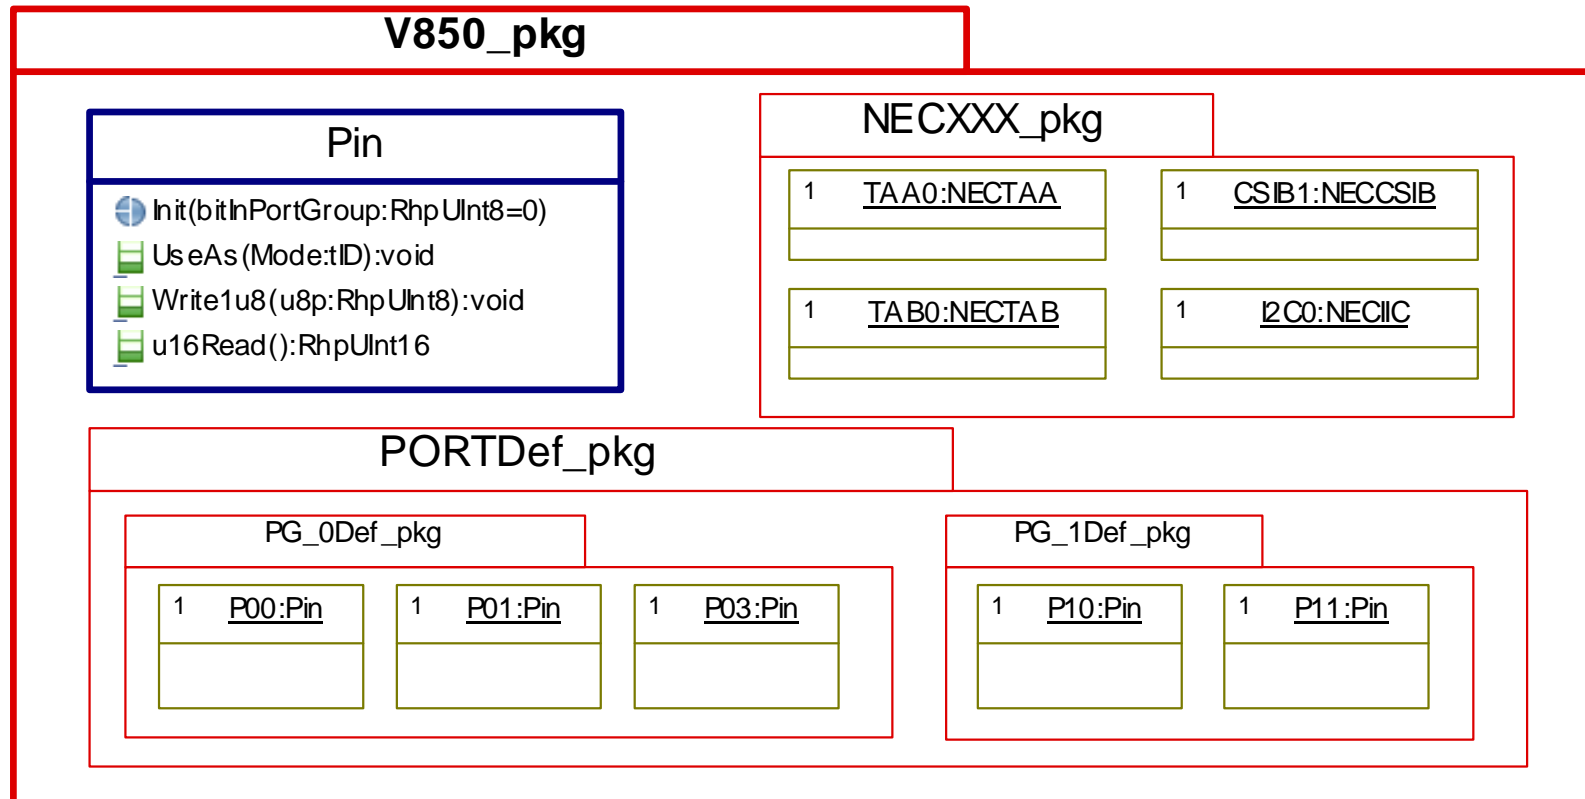 V850_pkg
Pin
Init(bitInPortGroup:RhpUInt8=0)
UseAs(Mode:tID):void
Write1u8(u8p:RhpUInt8):void
u16Read():RhpUInt16
NECXXX_pkg
1 TAA0:NECTAA
1 CSIB1:NECCSIB
1 TAB0:NECTAB
1 I2C0:NECIIC
PORTDef_pkg
PG_0Def_pkg
1 P00:Pin
1 P01:Pin
1 P03:Pin
PG_1Def_pkg
1 P10:Pin
1 P11:Pin